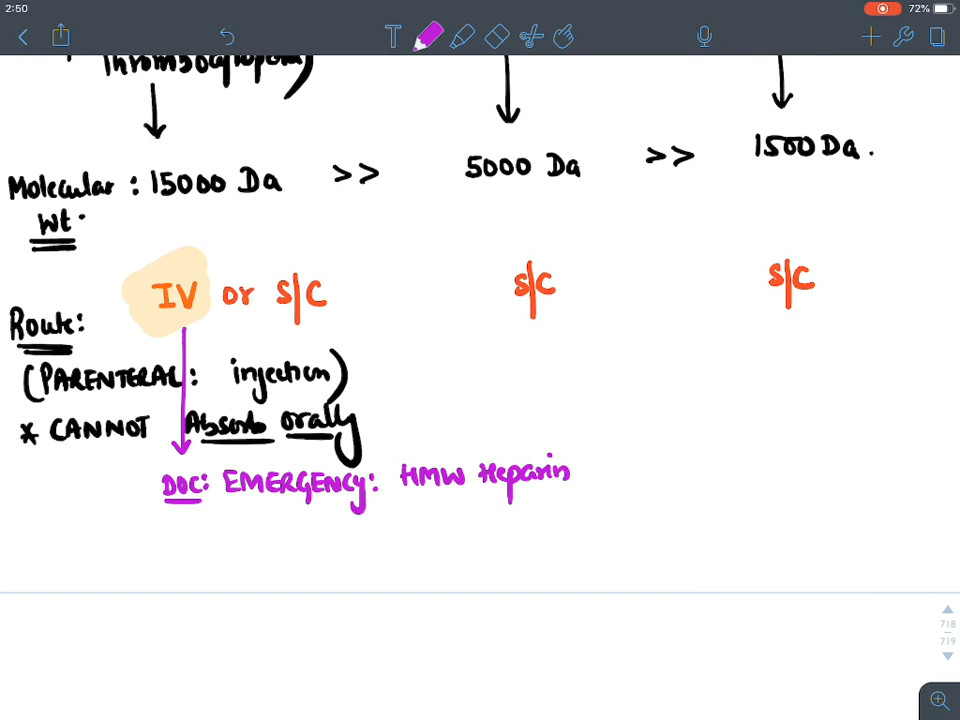 2:50 72%
T
Molecular : 15000 Da >> 5000 Da >> 1500 Da.
Wt.
IV or S/C S/C S/C
Route:
(PARENTERAL: injection)
* CANNOT Absorb orally
DOC: EMERGENCY: HMW Heparin
718
719